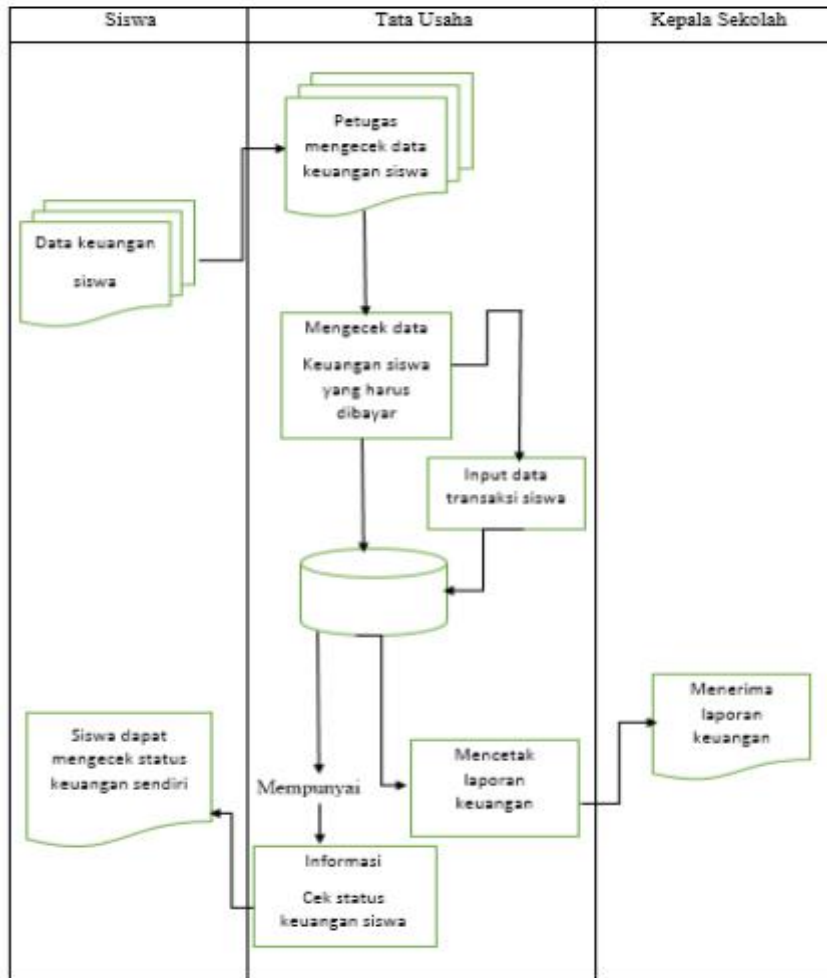 Siswa
Tata Usaha
Kepala Sekolah
Petugas
mengecek data
keuangan siswa
Data keuangan
siswa
Mengecek data
Keuangan siswa
yang harus
dibayar
Input data
transaksi siswa
Menerima
laporan
keuangan
Siswa dapat
mengecek status
keuangan sendiri
Mempunyai
Mencetak
laporan
keuangan
Informasi
Cek status
keuangan siswa